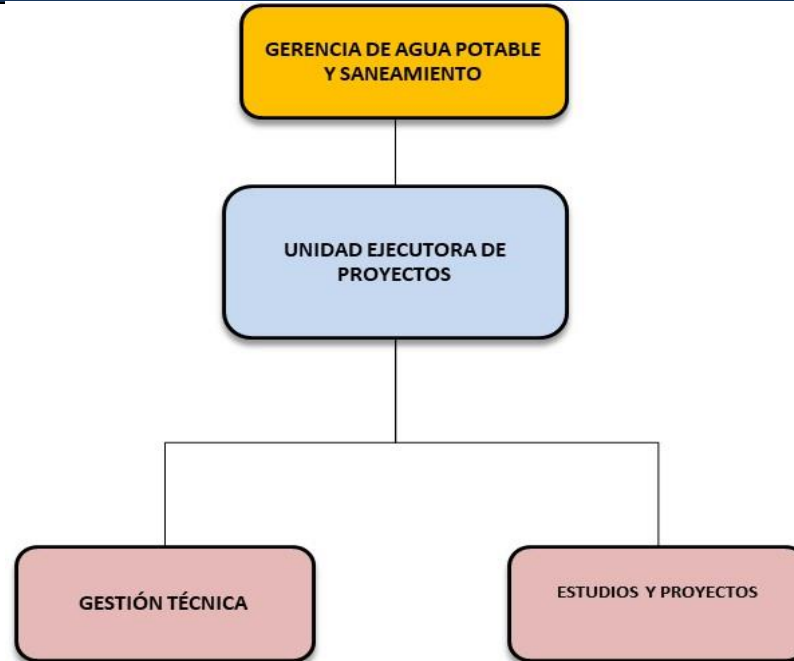 GERENCIA DE AGUA POTABLE
Y SANEAMIENTO
UNIDAD EJECUTORA DE
PROYECTOS
GESTIÓN TÉCNICA
ESTUDIOS Y PROYECTOS